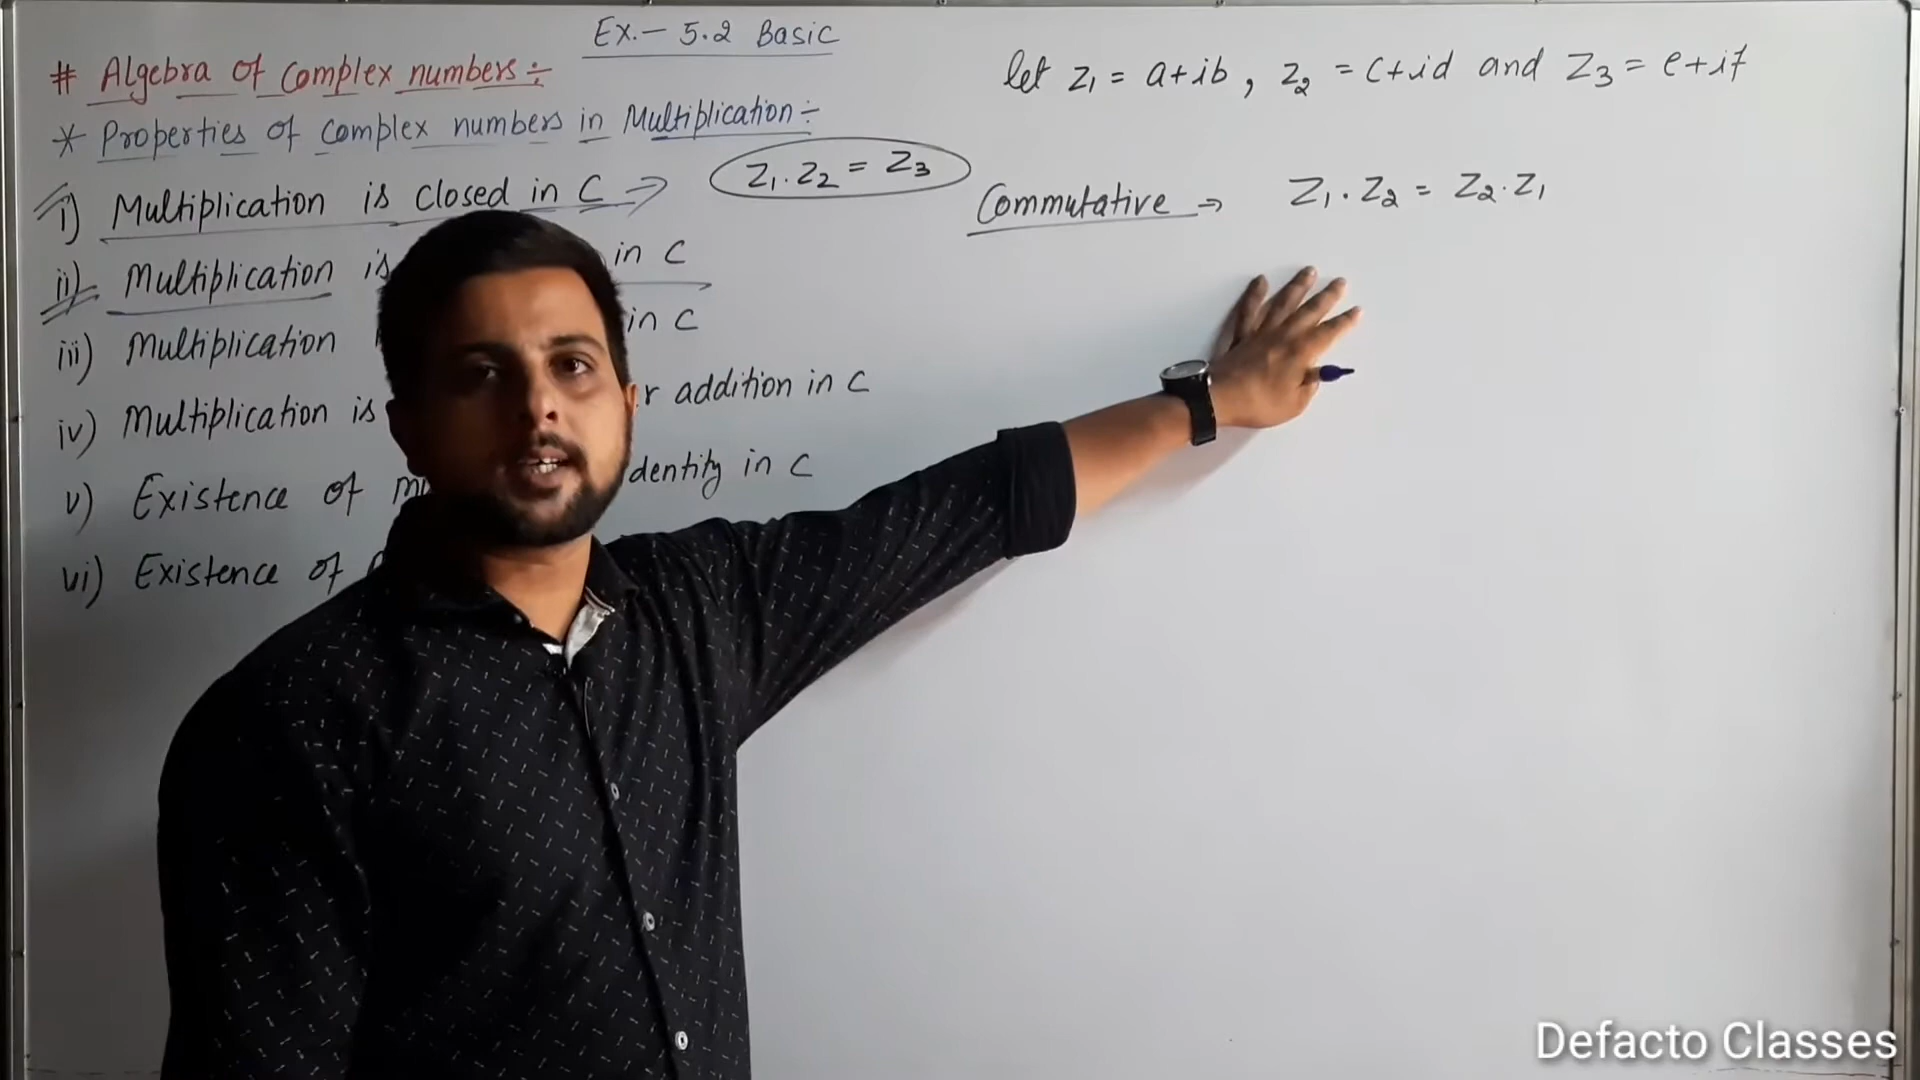 Ex.- 5.2 Basic
# Algebra of Complex numbers :-
* Properties of Complex numbers in Multiplication :-
i) Multiplication is Closed in C → Z₁.Z₂ = Z₃
ii) Multiplication is in C
iii) Multiplication in C
iv) Multiplication is addition in C
v) Existence of dentity in C
vi) Existence of
let Z₁ = a+ib, Z₂ = C+id and Z₃ = e+if
Commutative → Z₁.Z₂ = Z₂.Z₁
Defacto Classes